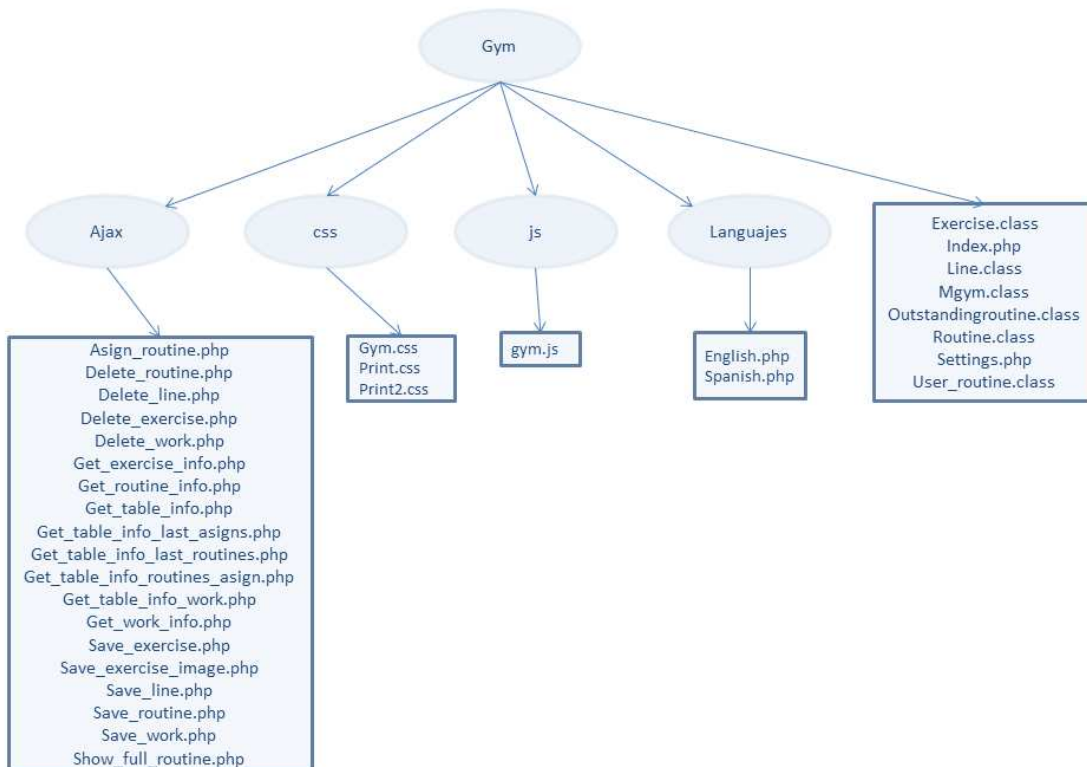 Gym
Ajax
css
js
Languajes
Exercise.class
Index.php
Line.class
Mgym.class
Outstandingroutine.class
Routine.class
Settings.php
User_routine.class
Asign_routine.php
Delete_routine.php
Delete_line.php
Delete_exercise.php
Delete_work.php
Get_exercise_info.php
Get_routine_info.php
Get_table_info.php
Get_table_info_last_asigns.php
Get_table_info_last_routines.php
Get_table_info_routines_asign.php
Get_table_info_work.php
Get_work_info.php
Save_exercise.php
Save_exercise_image.php
Save_line.php
Save_routine.php
Save_work.php
Show_full_routine.php
Gym.css
Print.css
Print2.css
gym.js
English.php
Spanish.php